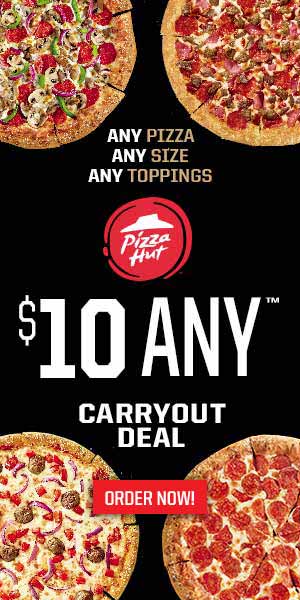 ANY PIZZA
ANY SIZE
ANY TOPPINGS
Pizza
Hut
$10 ANY™
CARRYOUT
DEAL
ORDER NOW!